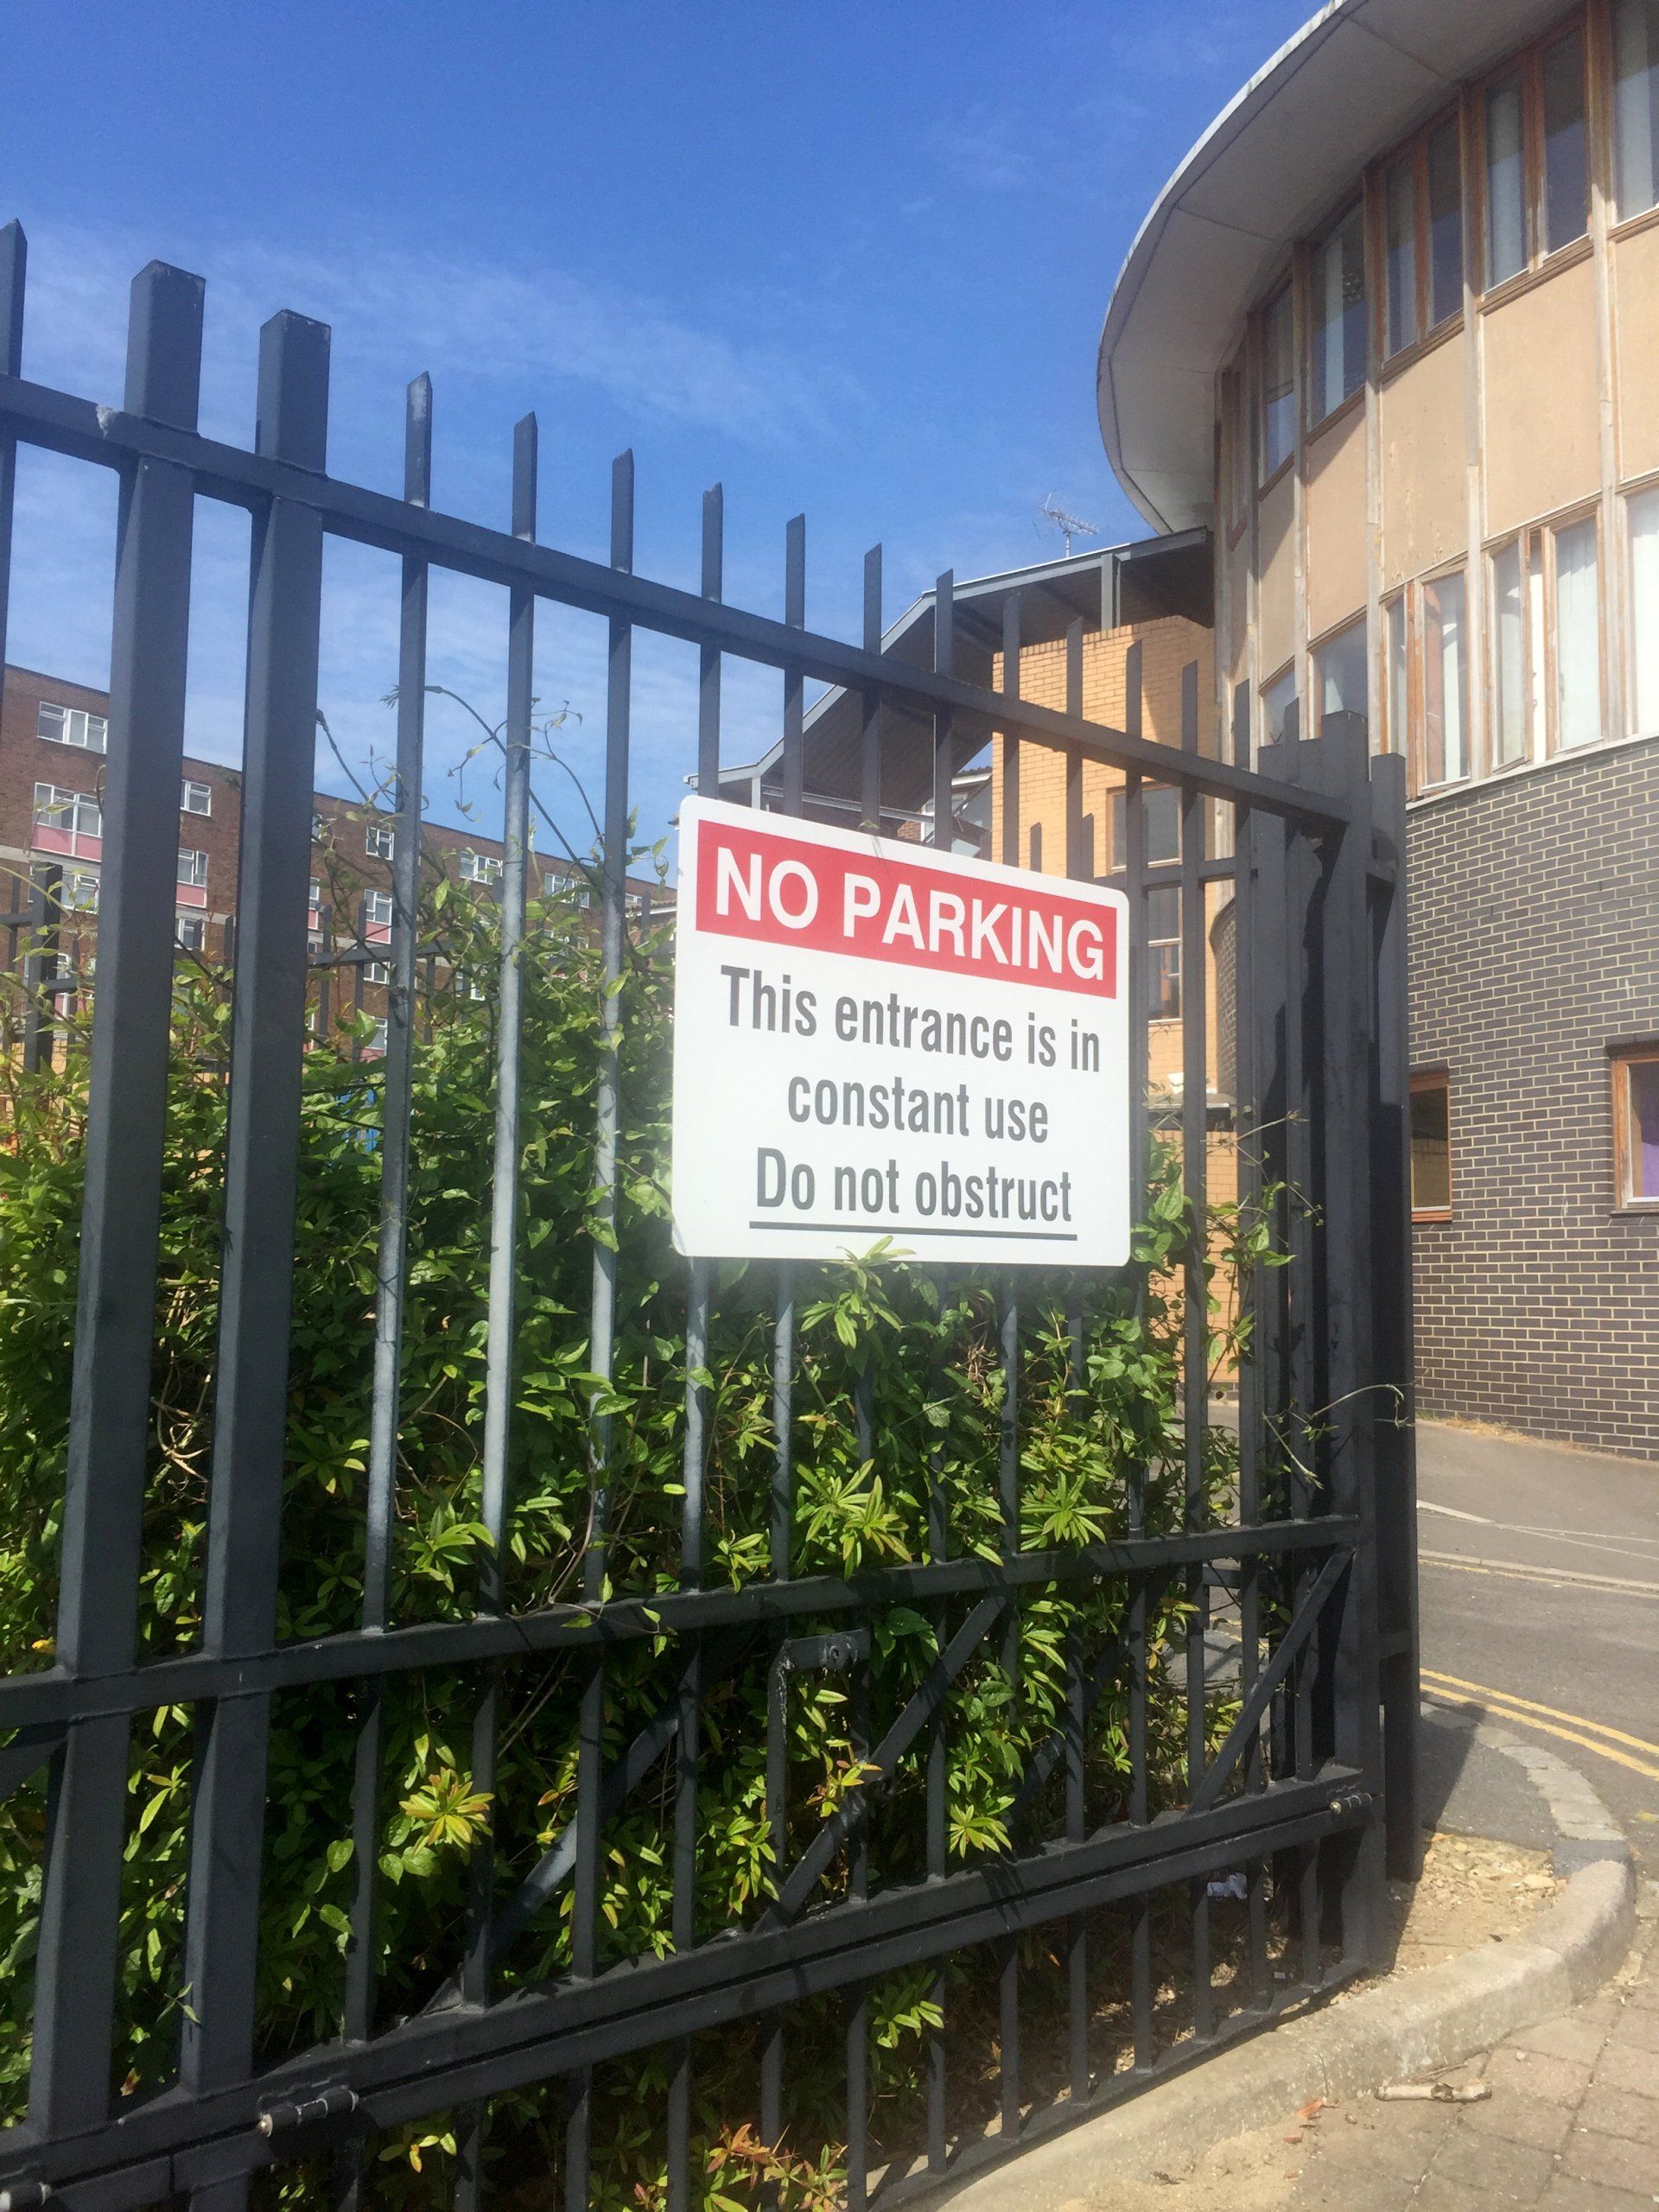 NO PARKING
This entrance is in
constant use
Do not obstruct